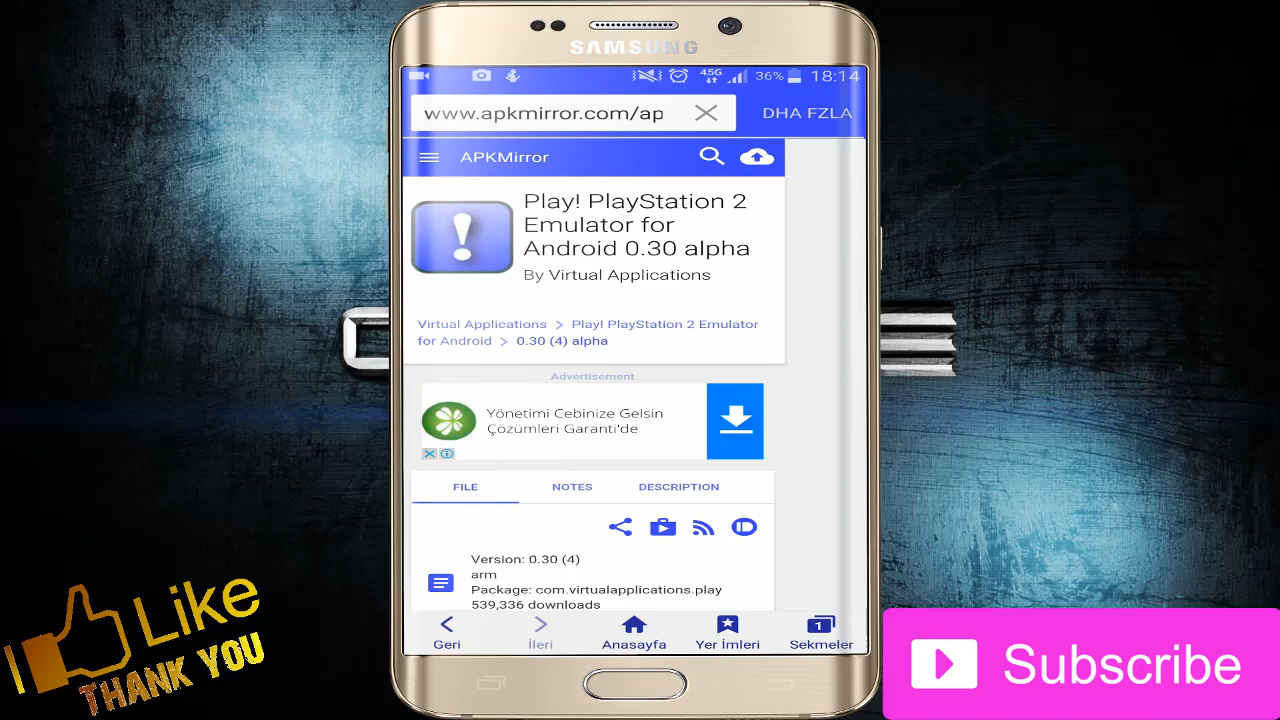 SAMSUNG
4.5G 36% 18:14
www.apkmirror.com/ap
DHA FZLA
APKMirror
Play! PlayStation 2
Emulator for
Android 0.30 alpha
By Virtual Applications
Virtual Applications > Play! PlayStation 2 Emulator
for Android > 0.30 (4) alpha
Advertisement
Yönetimi Cebinize Gelsin
Çözümleri Garanti'de
FILE NOTES DESCRIPTION
Version: 0.30 (4)
arm
Package: com.virtualapplications.play
539,336 downloads
1
Geri İleri Anasayfa Yer İmleri Sekmeler
Like
THANK YOU
Subscribe